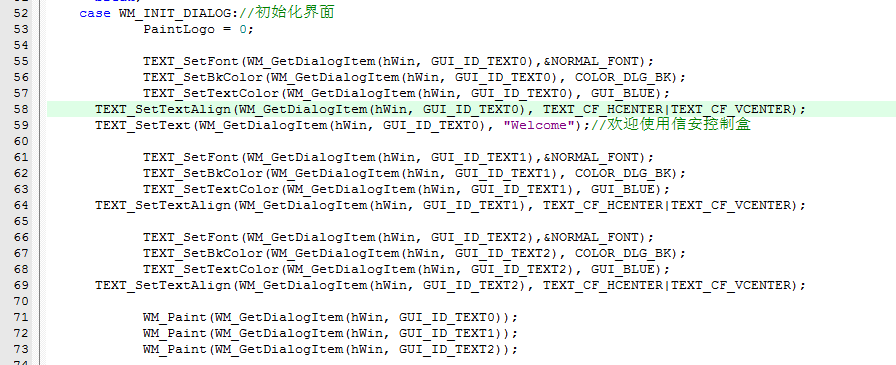 52 case WM_INIT_DIALOG://初始化界面
53 PaintLogo = 0;
54
55 TEXT_SetFont(WM_GetDialogItem(hWin, GUI_ID_TEXT0),&NORMAL_FONT);
56 TEXT_SetBkColor(WM_GetDialogItem(hWin, GUI_ID_TEXT0), COLOR_DLG_BK);
57 TEXT_SetTextColor(WM_GetDialogItem(hWin, GUI_ID_TEXT0), GUI_BLUE);
58 TEXT_SetTextAlign(WM_GetDialogItem(hWin, GUI_ID_TEXT0), TEXT_CF_HCENTER|TEXT_CF_VCENTER);
59 TEXT_SetText(WM_GetDialogItem(hWin, GUI_ID_TEXT0), "Welcome");//欢迎使用信安控制盒
60
61 TEXT_SetFont(WM_GetDialogItem(hWin, GUI_ID_TEXT1),&NORMAL_FONT);
62 TEXT_SetBkColor(WM_GetDialogItem(hWin, GUI_ID_TEXT1), COLOR_DLG_BK);
63 TEXT_SetTextColor(WM_GetDialogItem(hWin, GUI_ID_TEXT1), GUI_BLUE);
64 TEXT_SetTextAlign(WM_GetDialogItem(hWin, GUI_ID_TEXT1), TEXT_CF_HCENTER|TEXT_CF_VCENTER);
65
66 TEXT_SetFont(WM_GetDialogItem(hWin, GUI_ID_TEXT2),&NORMAL_FONT);
67 TEXT_SetBkColor(WM_GetDialogItem(hWin, GUI_ID_TEXT2), COLOR_DLG_BK);
68 TEXT_SetTextColor(WM_GetDialogItem(hWin, GUI_ID_TEXT2), GUI_BLUE);
69 TEXT_SetTextAlign(WM_GetDialogItem(hWin, GUI_ID_TEXT2), TEXT_CF_HCENTER|TEXT_CF_VCENTER);
70
71 WM_Paint(WM_GetDialogItem(hWin, GUI_ID_TEXT0));
72 WM_Paint(WM_GetDialogItem(hWin, GUI_ID_TEXT1));
73 WM_Paint(WM_GetDialogItem(hWin, GUI_ID_TEXT2));